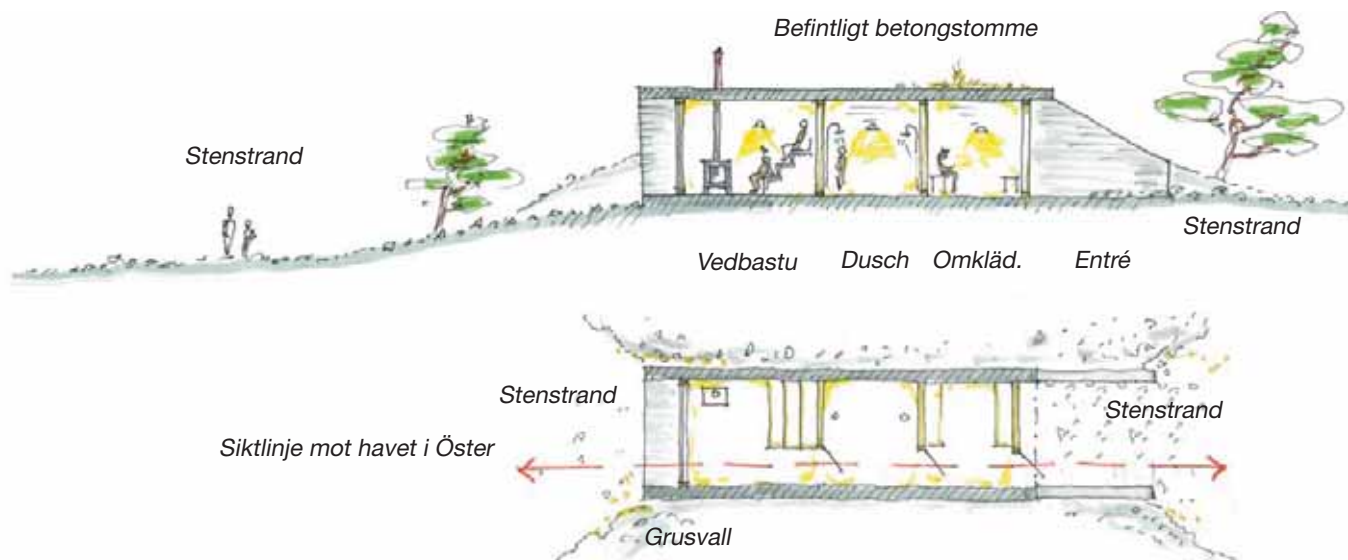 Befintligt betongstomme
Stenstrand
Stenstrand
Vedbastu Dusch Omkläd. Entré
Stenstrand
Stenstrand
Siktlinje mot havet i Öster
Grusvall